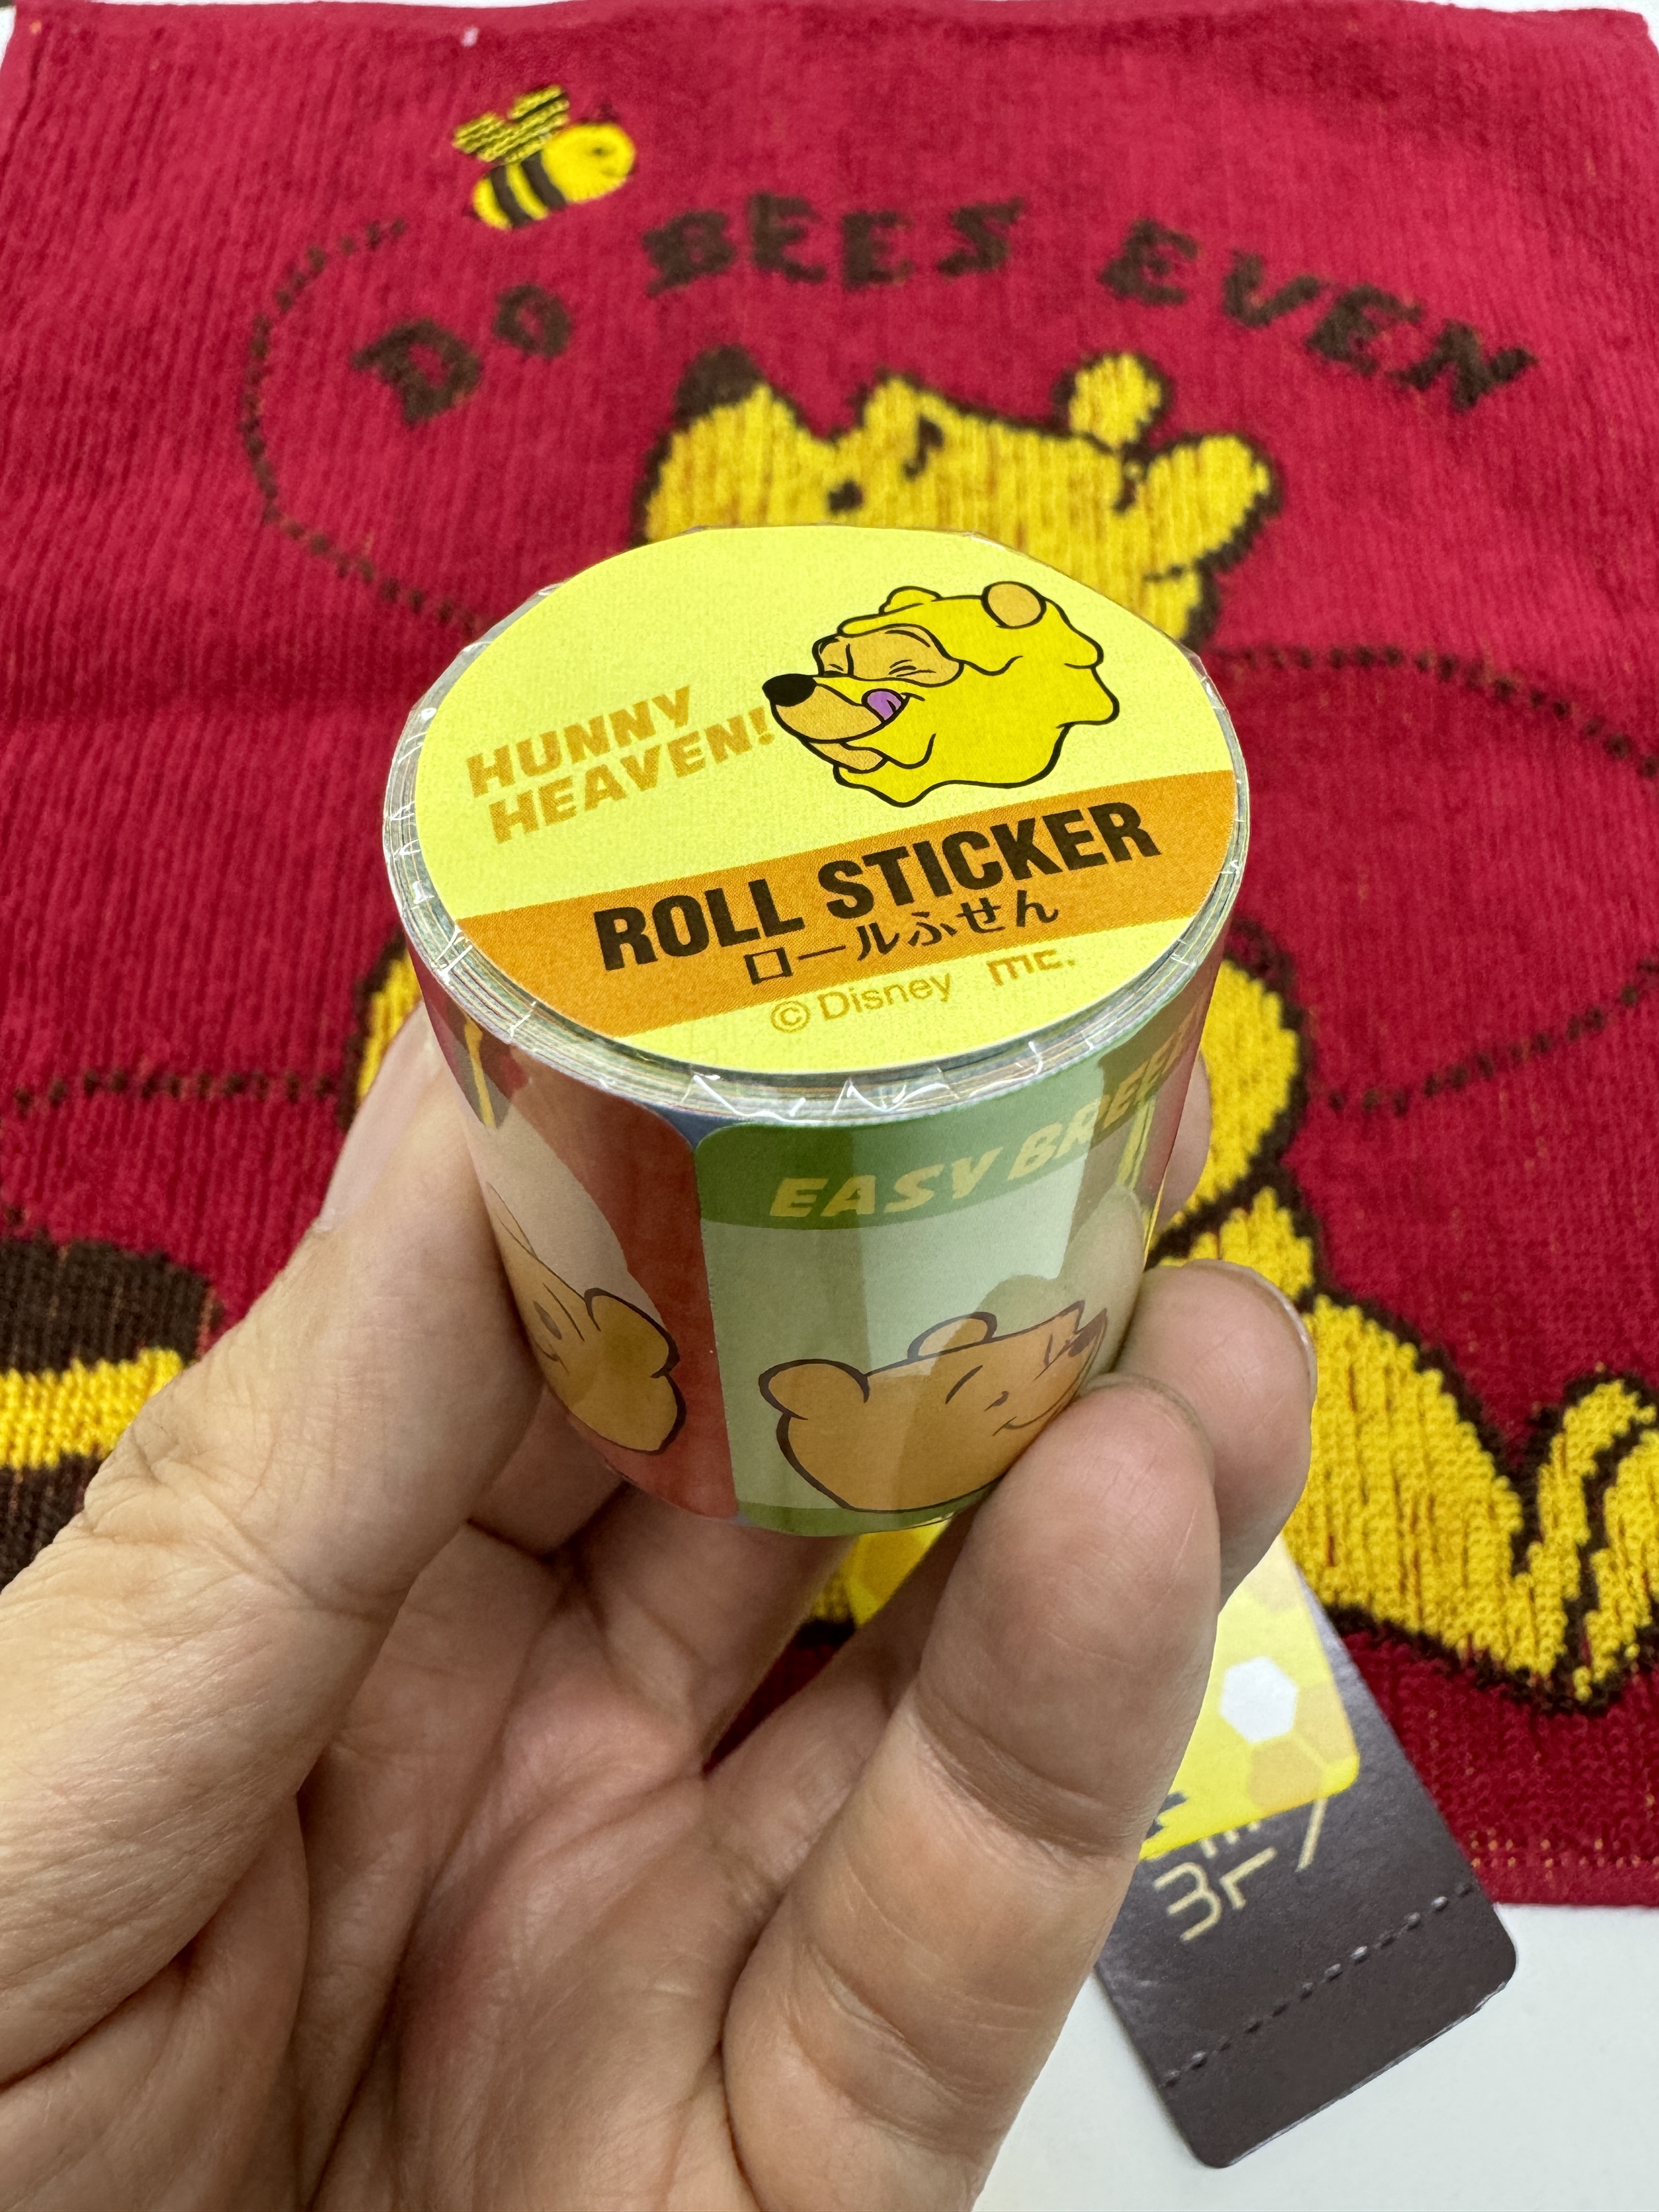 DO BEES EVEN
HUNNY
HEAVEN!
ROLL STICKER
ロールふせん
© Disney mc.
EASY BREE